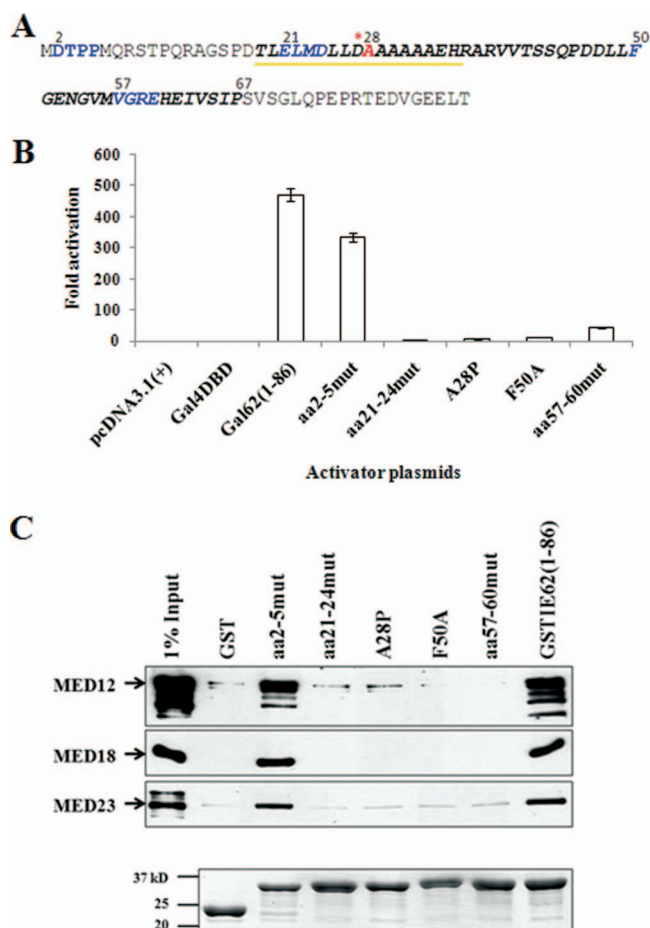 A
2 21 * 28 50
MDTPPMQRSTPQRAGSPDTLELMDLLDAAAAAAEHRARVVTSSQPDDLLF
57 67
GENGVMVGREHEIVSIPSVSGLQPEPRTEDVGEELT
B
Fold activation
600
500
400
300
200
100
0
pcDNA3.1(+)
Gal4DBD
Gal62(1-86)
aa2-5mut
aa21-24mut
A28P
F50A
aa57-60mut
Activator plasmids
C
1% Input
GST
aa2-5mut
aa21-24mut
A28P
F50A
aa57-60mut
GSTIE62(1-86)
MED12
MED18
MED23
37 kD
25
20